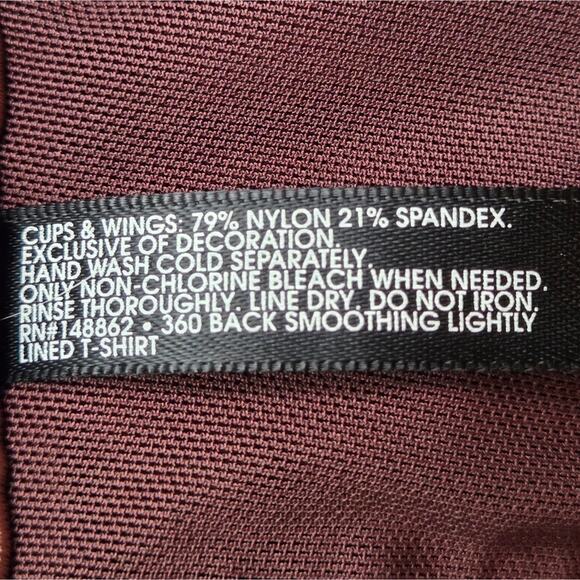 CUPS & WINGS: 79% NYLON 21% SPANDEX.
EXCLUSIVE OF DECORATION.
HAND WASH COLD SEPARATELY.
ONLY NON-CHLORINE BLEACH WHEN NEEDED.
RINSE THOROUGHLY. LINE DRY. DO NOT IRON.
RN#148862 • 360 BACK SMOOTHING LIGHTLY
LINED T-SHIRT